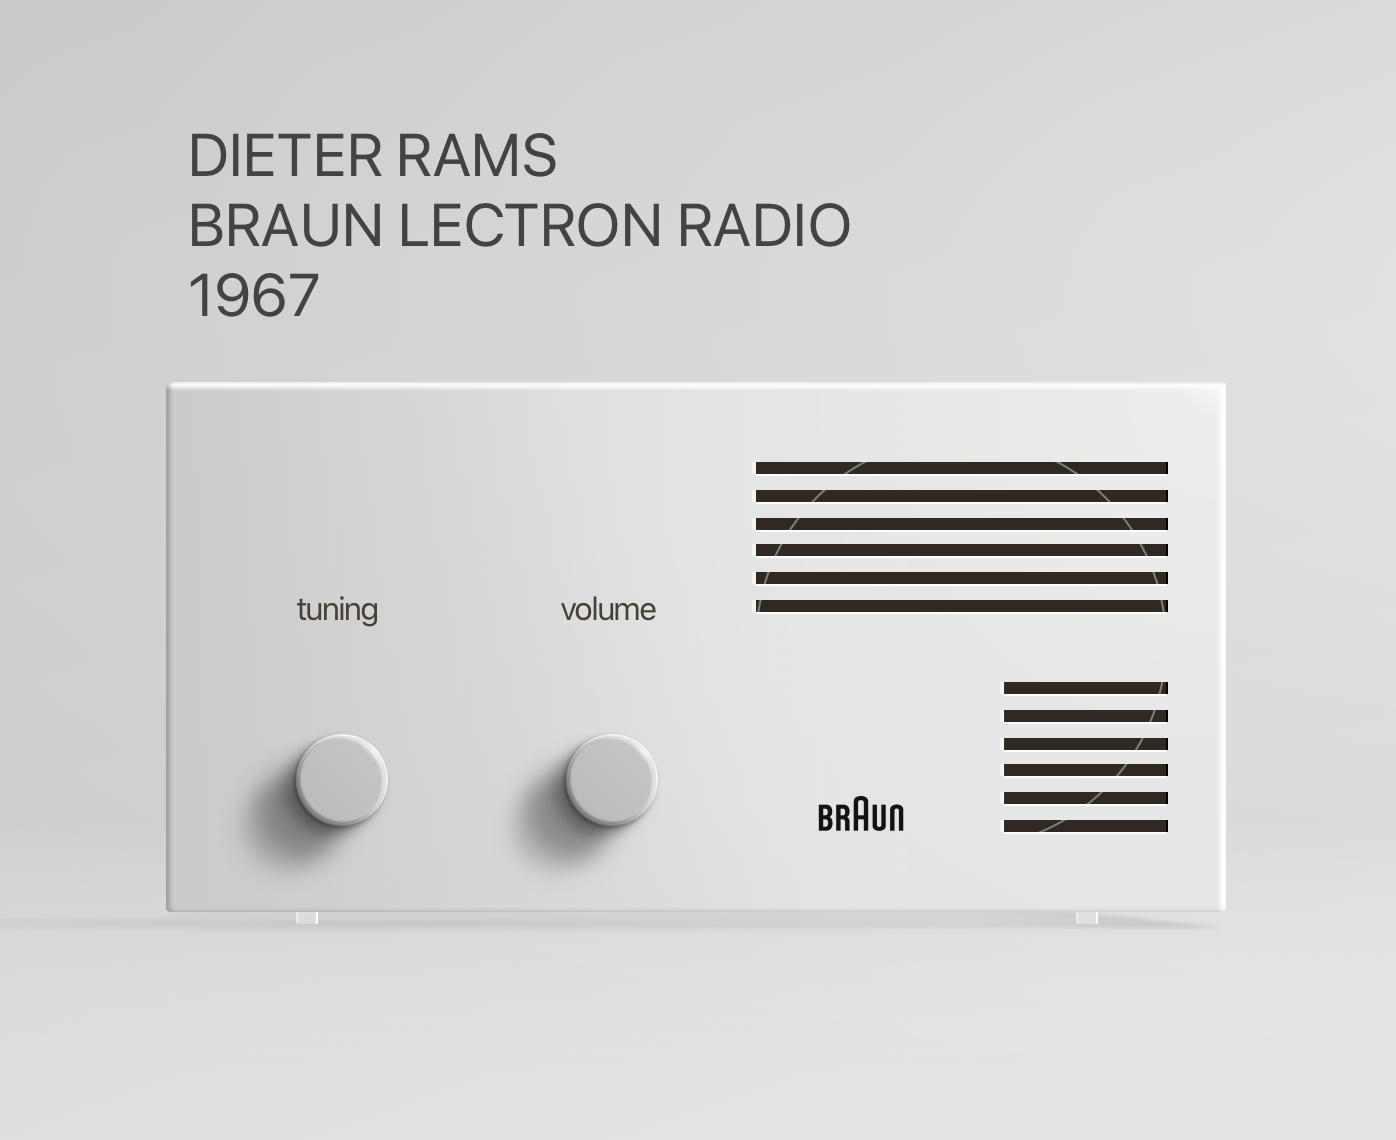 DIETER RAMS
BRAUN LECTRON RADIO
1967
tuning
volume
BRAUN